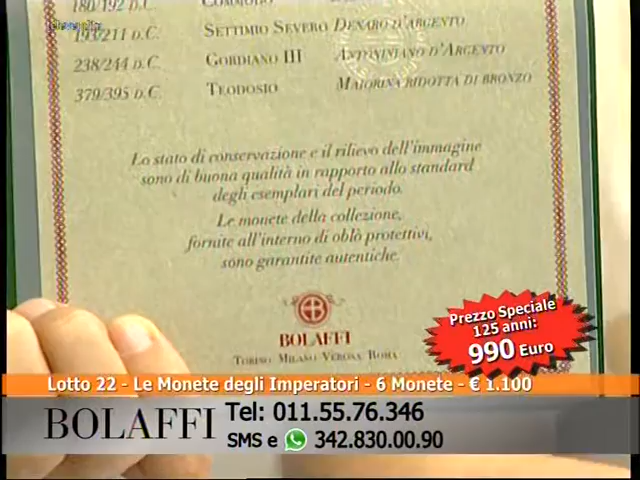 180/192 D.C.
COMMODO
193/211 D.C. SETTIMIO SEVERO DENARO D'ARGENTO
238/244 D.C. GORDIANO III ANTONINIANO D'ARGENTO
379/395 D.C. TEODOSIO MAIORINA RIDOTTA DI BRONZO
Lo stato di conservazione e il rilievo dell'immagine
sono di buona qualità in rapporto allo standard
degli esemplari del periodo.
Le monete della collezione,
fornite all'interno di oblò protettivi,
sono garantite autentiche.
BOLAFFI
TORINO MILANO VERONA ROMA
Prezzo Speciale
125 anni:
990 Euro
Lotto 22 - Le Monete degli Imperatori - 6 Monete - € 1.100
BOLAFFI
Tel: 011.55.76.346
SMS e 342.830.00.90